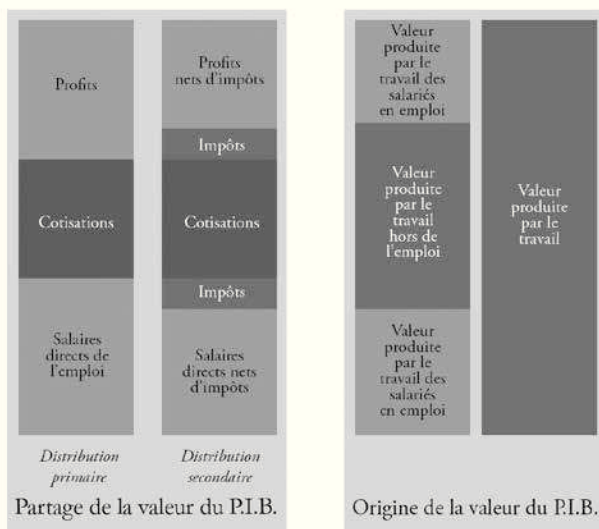 Profits
Cotisations
Salaires
directs de
l'emploi
Distribution
primaire
Profits
nets d'impôts
Impôts
Cotisations
Impôts
Salaires
directs nets
d'impôts
Distribution
secondaire
Partage de la valeur du P.I.B.
Valeur
produite
par le
travail des
salariés
en emploi
Valeur
produite
par le
travail
hors de
l'emploi
Valeur
produite
par le
travail des
salariés
en emploi
Valeur
produite
par le
travail
Origine de la valeur du P.I.B.